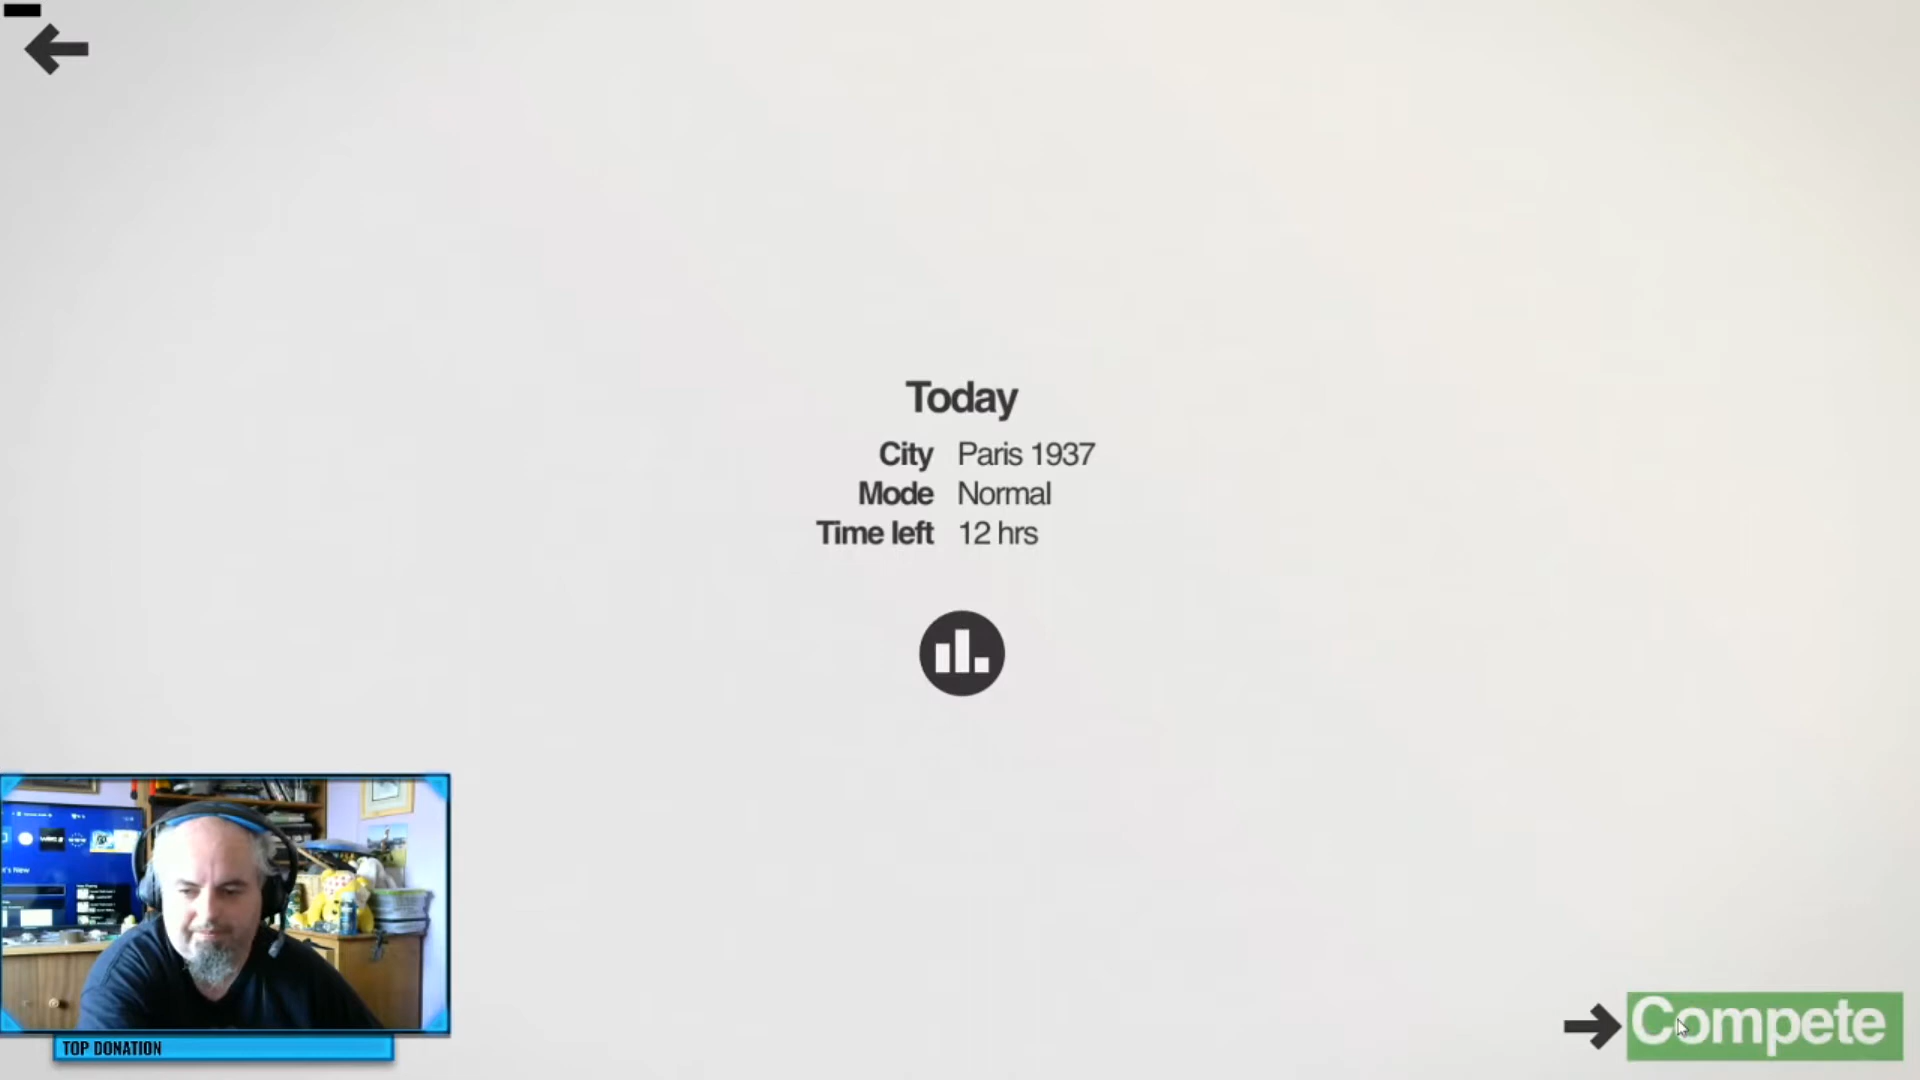 Today
City Paris 1937
Mode Normal
Time left 12 hrs
TOP DONATION
Compete